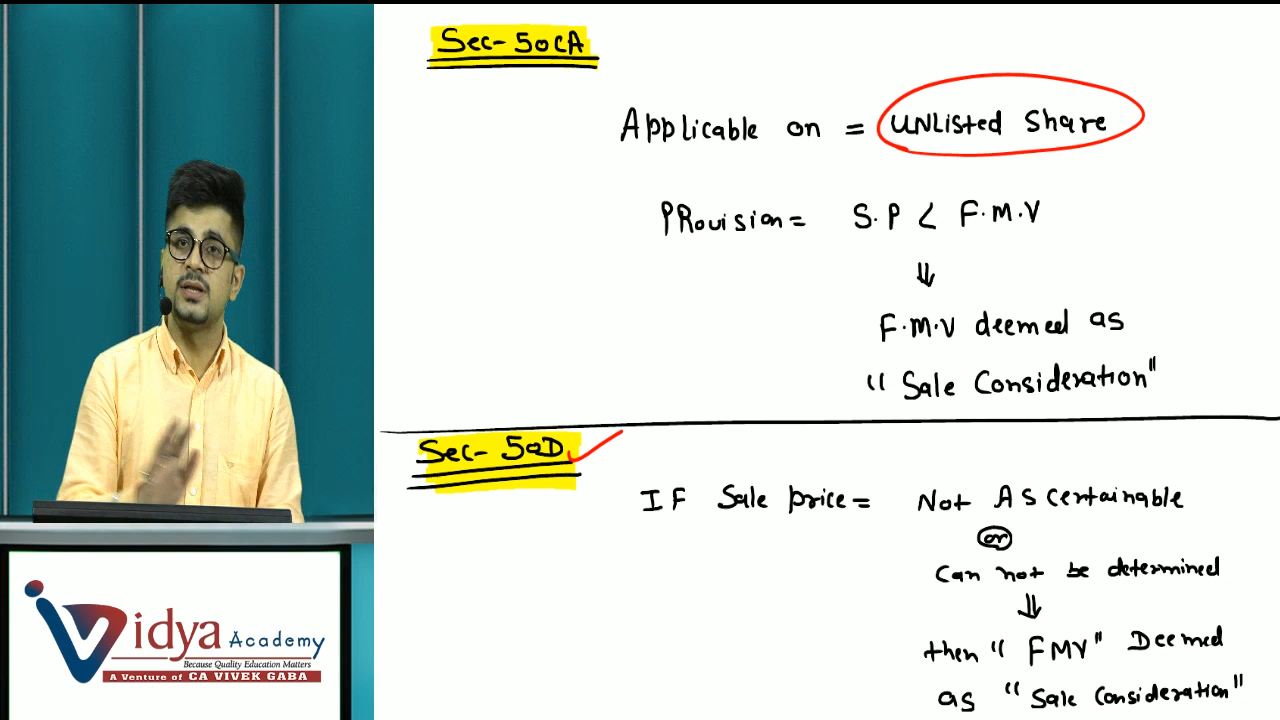 Sec-50CA
Applicable on = UNListed Share
PRovision= S.P < F.M.V
⇓
F.M.V deemed as
"Sale Consideration"
Sec-50D
IF Sale price= Not Ascertainable
or
Can not be determined
⇓
then "FMV" Deemed
as "Sale Consideration"
Vidya Academy
Because Quality Education Matters
A Venture of CA VIVEK GABA